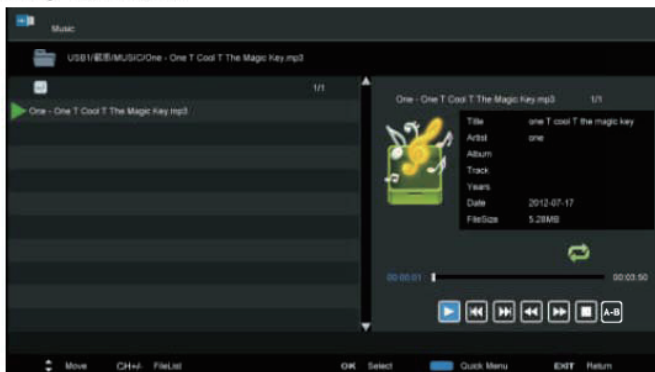 Music
USB1/截图/MUSIC/One - One T Cool T The Magic Key.mp3
1/1
One - One T Cool T The Magic Key.mp3
One - One T Cool T The Magic Key.mp3 1/1
Title one T cool T the magic key
Artist one
Album
Track
Years
Date 2012-07-17
FileSize 5.28MB
00:00:01 00:03:50
A-B
Move CH+/- FileList OK Select Quick Menu EXIT Return